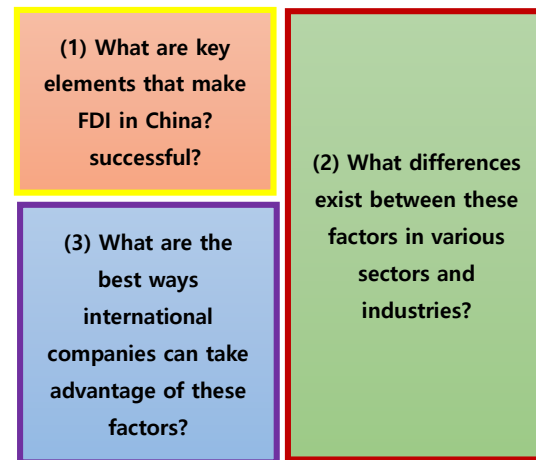 (1) What are key
elements that make
FDI in China?
successful?
(2) What differences
exist between these
factors in various
sectors and
industries?
(3) What are the
best ways
international
companies can take
advantage of these
factors?